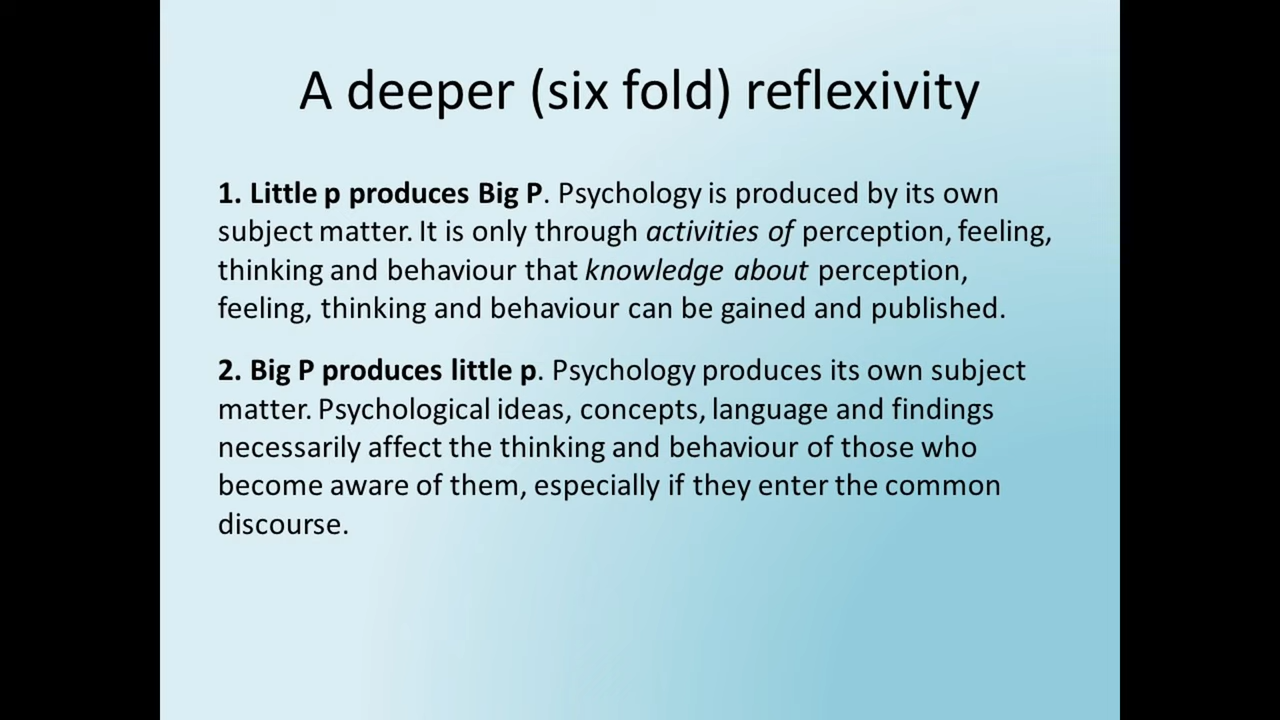 A deeper (six fold) reflexivity
1. Little p produces Big P. Psychology is produced by its own
subject matter. It is only through activities of perception, feeling,
thinking and behaviour that knowledge about perception,
feeling, thinking and behaviour can be gained and published.
2. Big P produces little p. Psychology produces its own subject
matter. Psychological ideas, concepts, language and findings
necessarily affect the thinking and behaviour of those who
become aware of them, especially if they enter the common
discourse.